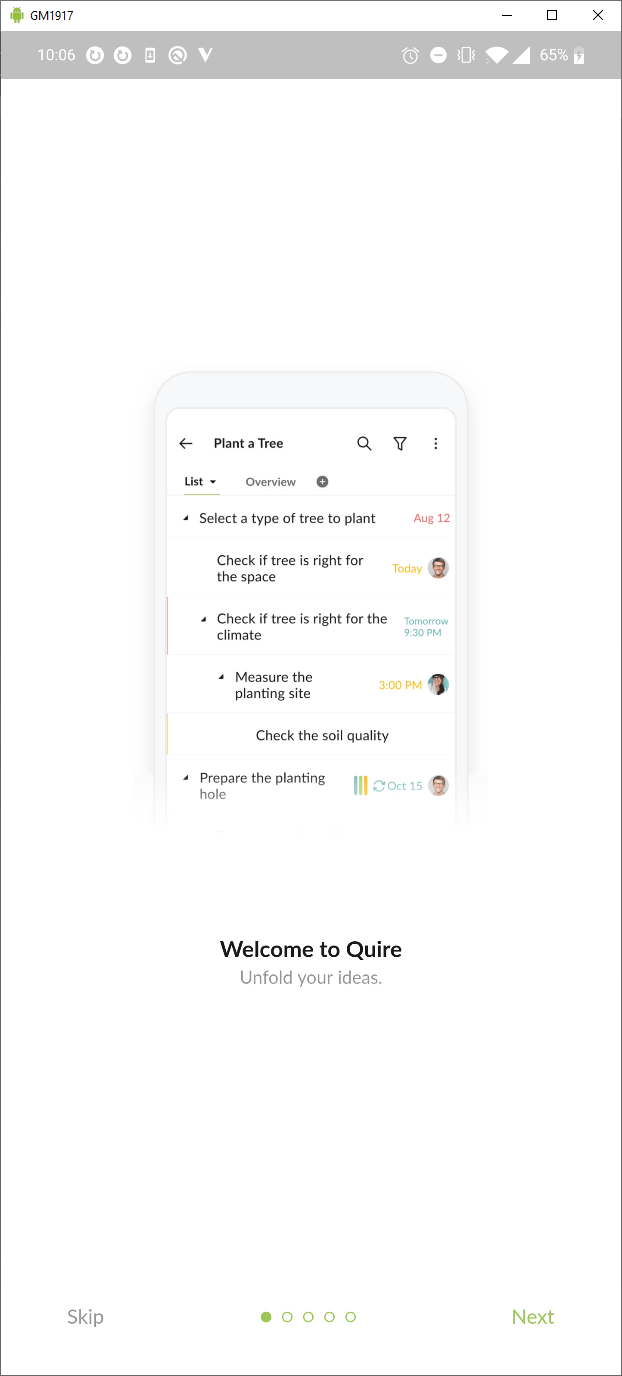 GM1917
10:06
65%
Plant a Tree
List
Overview
Select a type of tree to plant
Aug 12
Check if tree is right for
the space
Today
Check if tree is right for the
climate
Tomorrow
9:30 PM
Measure the
planting site
3:00 PM
Check the soil quality
Prepare the planting
hole
Oct 15
Welcome to Quire
Unfold your ideas.
Skip
Next